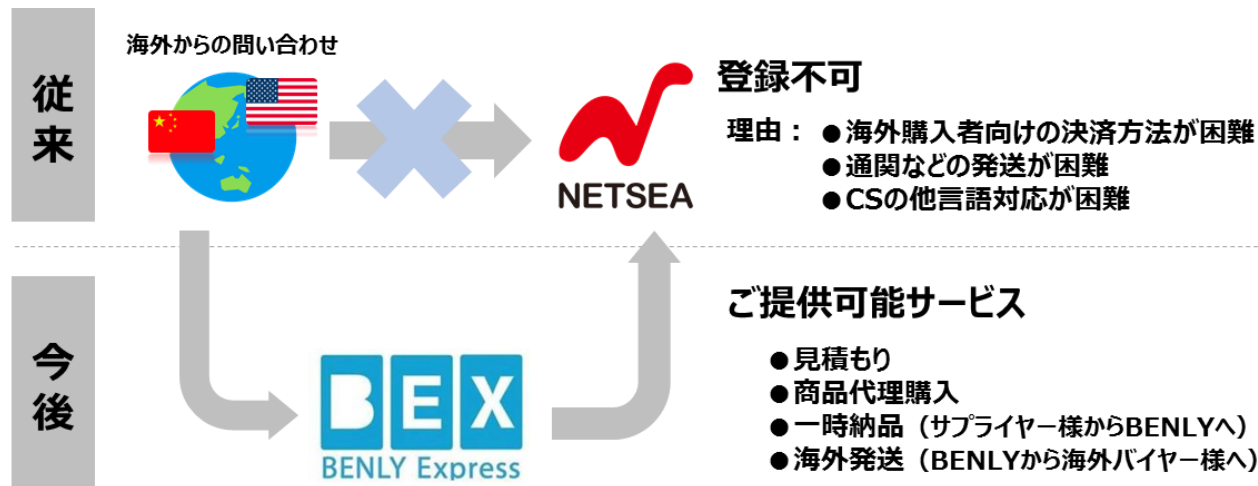 従来
海外からの問い合わせ
NETSEA
登録不可
理由： ●海外購入者向けの決済方法が困難
●通関などの発送が困難
●CSの他言語対応が困難
今後
BEX
BENLY Express
ご提供可能サービス
●見積もり
●商品代理購入
●一時納品（サプライヤー様からBENLYへ）
●海外発送（BENLYから海外バイヤー様へ）